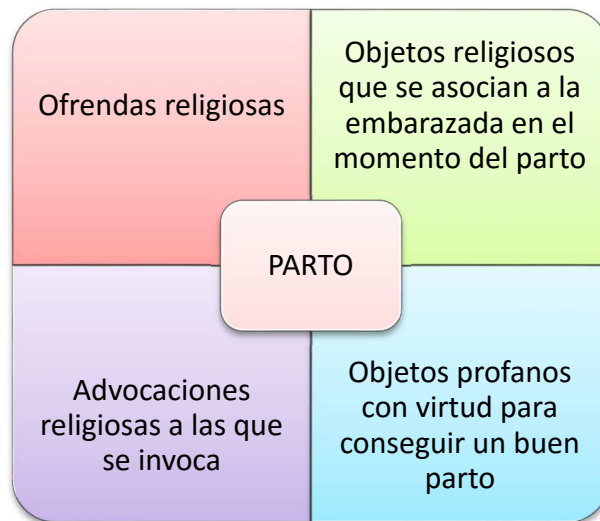 Ofrendas religiosas
Objetos religiosos
que se asocian a la
embarazada en el
momento del parto
PARTO
Advocaciones
religiosas a las que
se invoca
Objetos profanos
con virtud para
conseguir un buen
parto